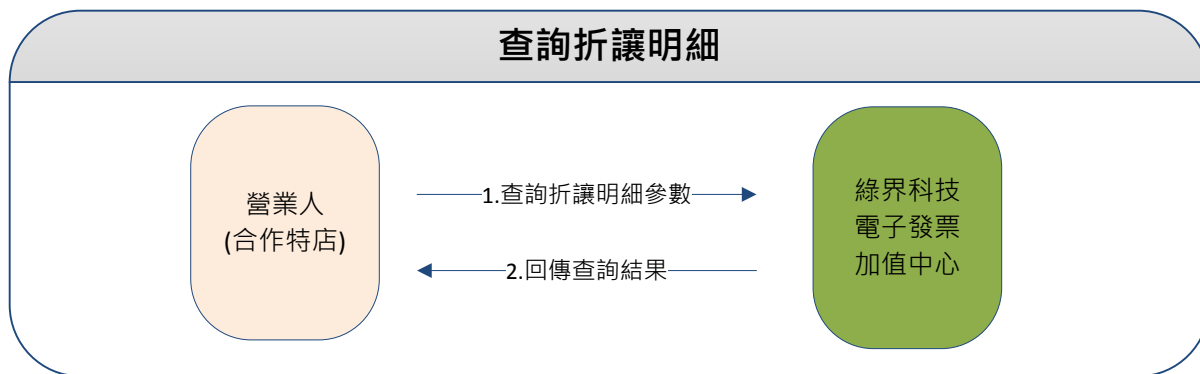 查詢折讓明細
營業人
(合作特店)
1.查詢折讓明細參數
2.回傳查詢結果
綠界科技
電子發票
加值中心